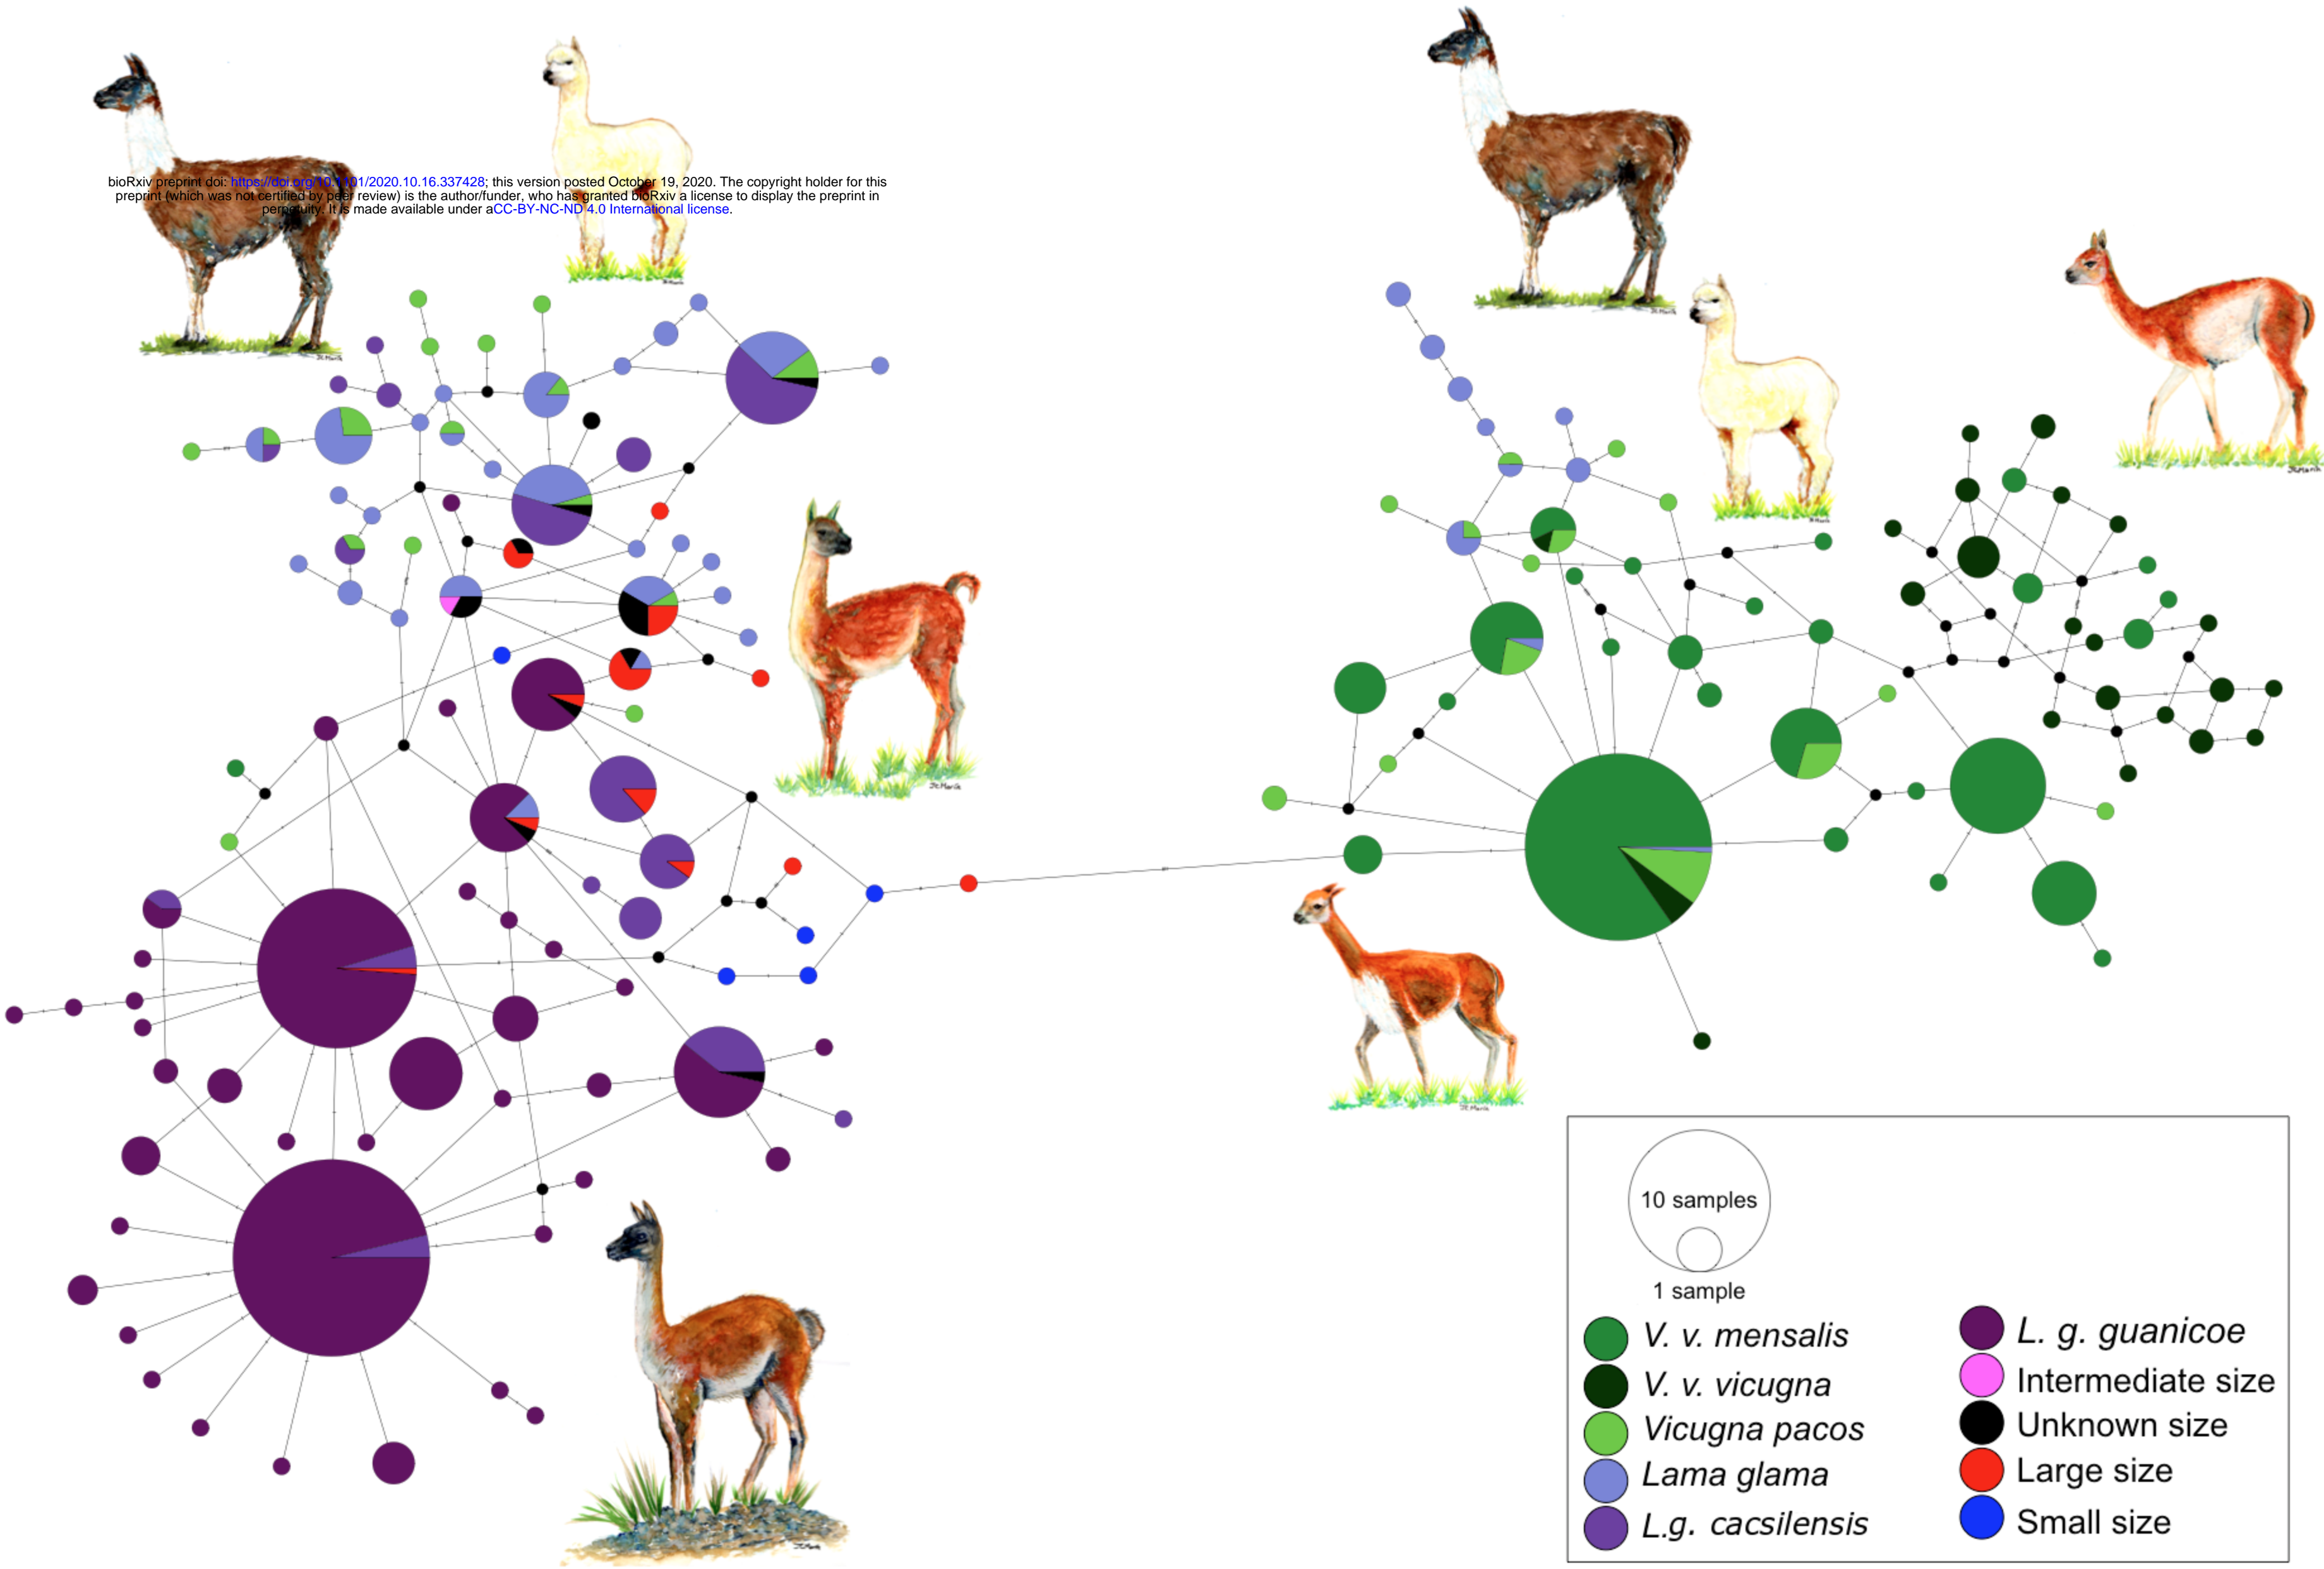 bioRxiv preprint doi: https://doi.org/10.1101/2020.10.16.337428; this version posted October 19, 2020. The copyright holder for this
preprint (which was not certified by peer review) is the author/funder, who has granted bioRxiv a license to display the preprint in
perpetuity. It is made available under aCC-BY-NC-ND 4.0 International license.
10 samples
1 sample
V. v. mensalis
V. v. vicugna
Vicugna pacos
Lama glama
L.g. cacsilensis
L. g. guanicoe
Intermediate size
Unknown size
Large size
Small size